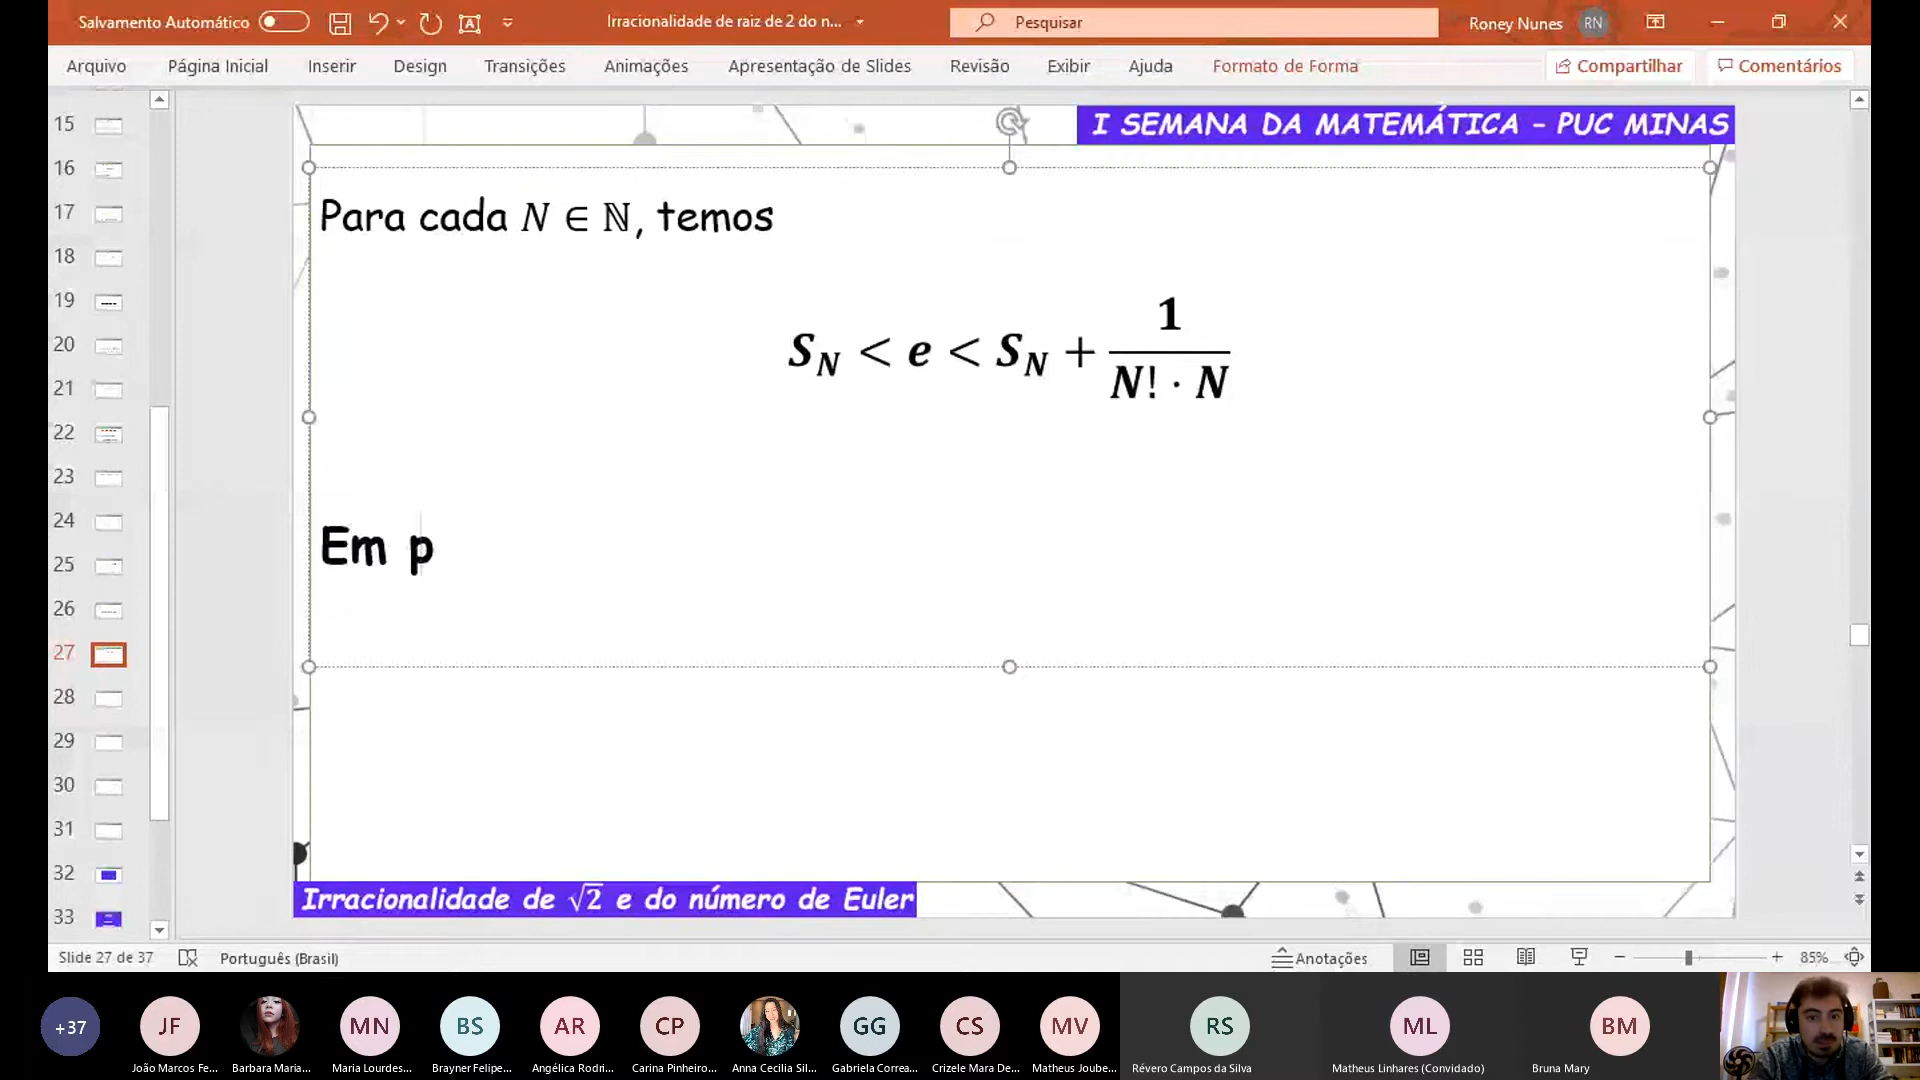 Salvamento Automático
Irracionalidade de raiz de 2 do n...
Pesquisar
Roney Nunes
RN
Arquivo Página Inicial Inserir Design Transições Animações Apresentação de Slides Revisão Exibir Ajuda Formato de Forma Compartilhar Comentários
I SEMANA DA MATEMÁTICA - PUC MINAS
15
16
17
18
19
20
21
22
23
24
25
26
27
28
29
30
31
32
33
Para cada N ∈ ℕ, temos
S_N < e < S_N + 1/(N! · N)
Em p
Irracionalidade de √2 e do número de Euler
Slide 27 de 37 Português (Brasil) Anotações 85%
+37 JF MN BS AR CP GG CS MV RS ML BM
João Marcos Fe... Barbara Maria... Maria Lourdes... Brayner Felipe... Angélica Rodri... Carina Pinheiro... Anna Cecilia Sil... Gabriela Correa... Crizele Mara De... Matheus Joube... Révero Campos da Silva Matheus Linhares (Convidado) Bruna Mary